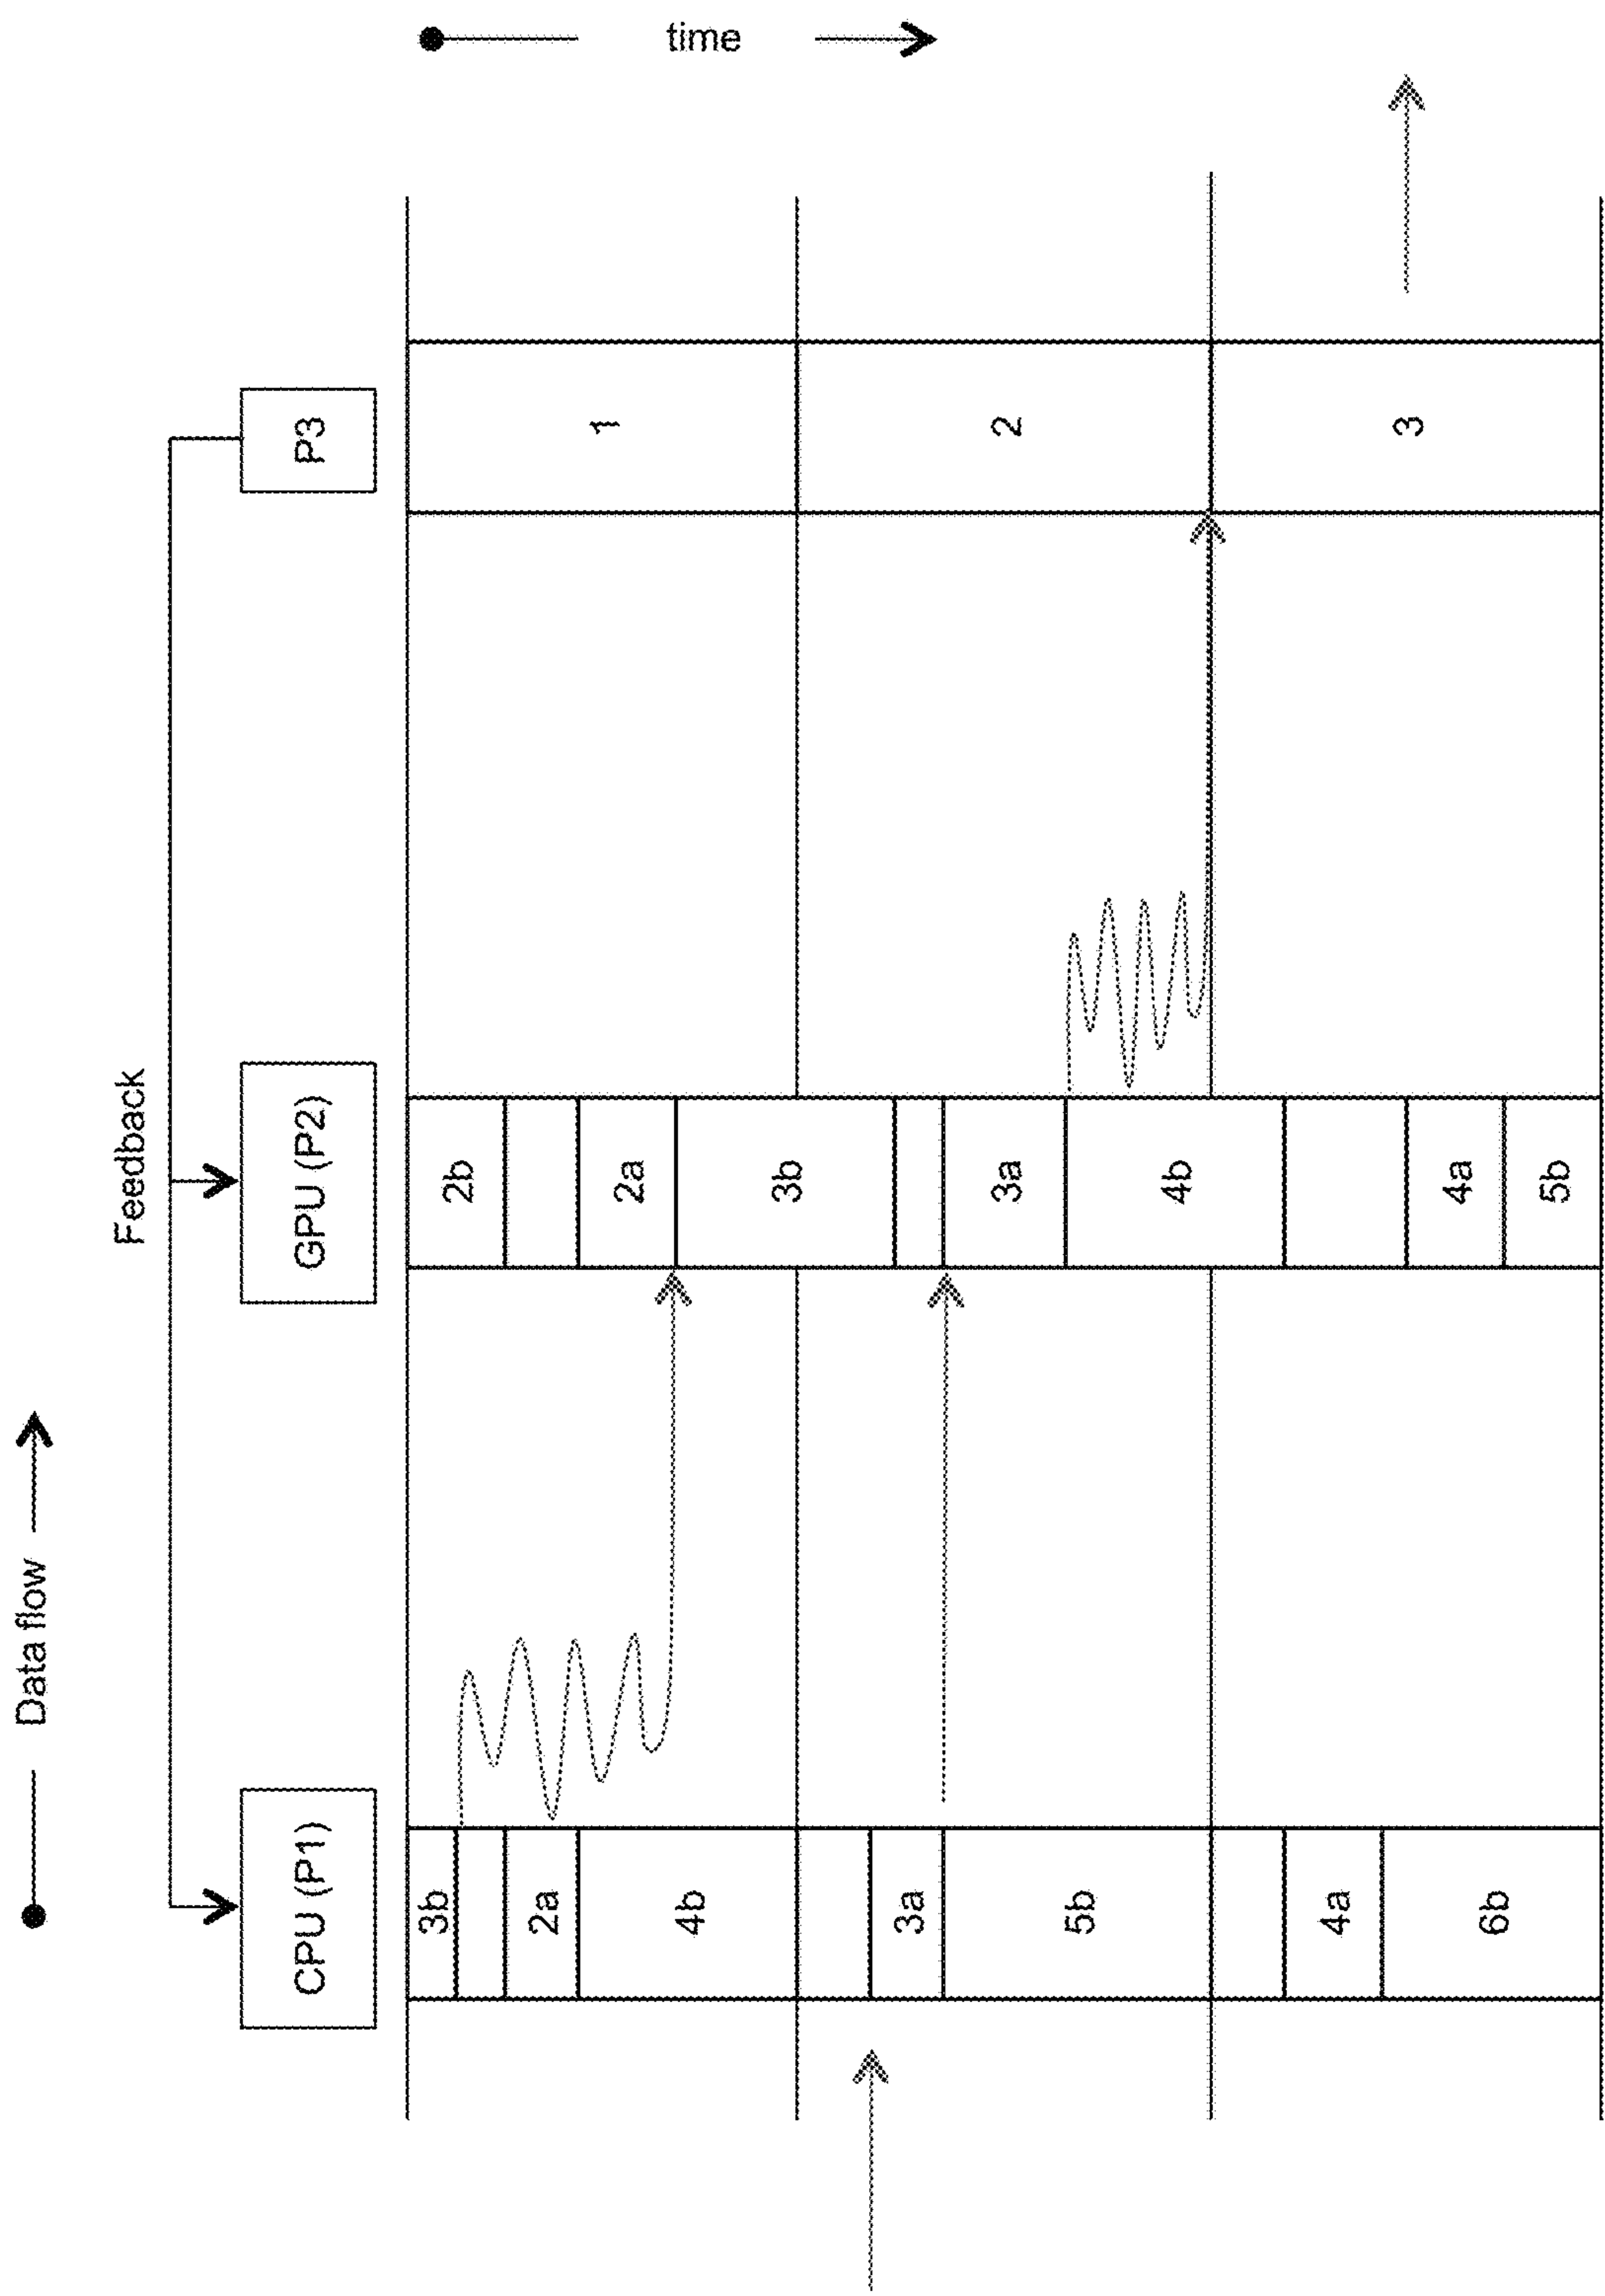 Data flow
Feedback
CPU (P1)
GPU (P2)
P3
time
3b
2a
4b
3a
5b
4a
6b
2b
2a
3b
3a
4b
4a
5b
1
2
3